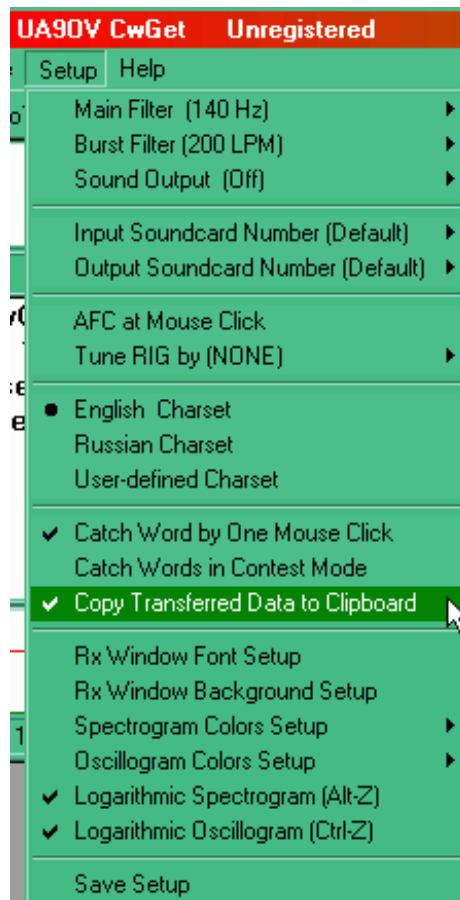 UA9OV CwGet Unregistered
Setup Help
Main Filter (140 Hz)
Burst Filter (200 LPM)
Sound Output (Off)
Input Soundcard Number (Default)
Output Soundcard Number (Default)
AFC at Mouse Click
Tune RIG by (NONE)
English Charset
Russian Charset
User-defined Charset
Catch Word by One Mouse Click
Catch Words in Contest Mode
Copy Transferred Data to Clipboard
Rx Window Font Setup
Rx Window Background Setup
Spectrogram Colors Setup
1
Oscillogram Colors Setup
Logarithmic Spectrogram (Alt-Z)
Logarithmic Oscillogram (Ctrl-Z)
Save Setup